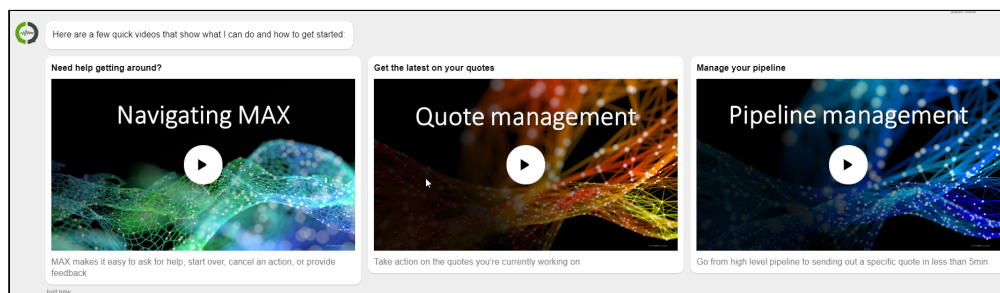 Just now
Here are a few quick videos that show what I can do and how to get started:
Need help getting around?
Navigating MAX
MAX makes it easy to ask for help, start over, cancel an action, or provide
feedback
Get the latest on your quotes
Quote management
Take action on the quotes you're currently working on
Manage your pipeline
Pipeline management
Go from high level pipeline to sending out a specific quote in less than 5min
Just now